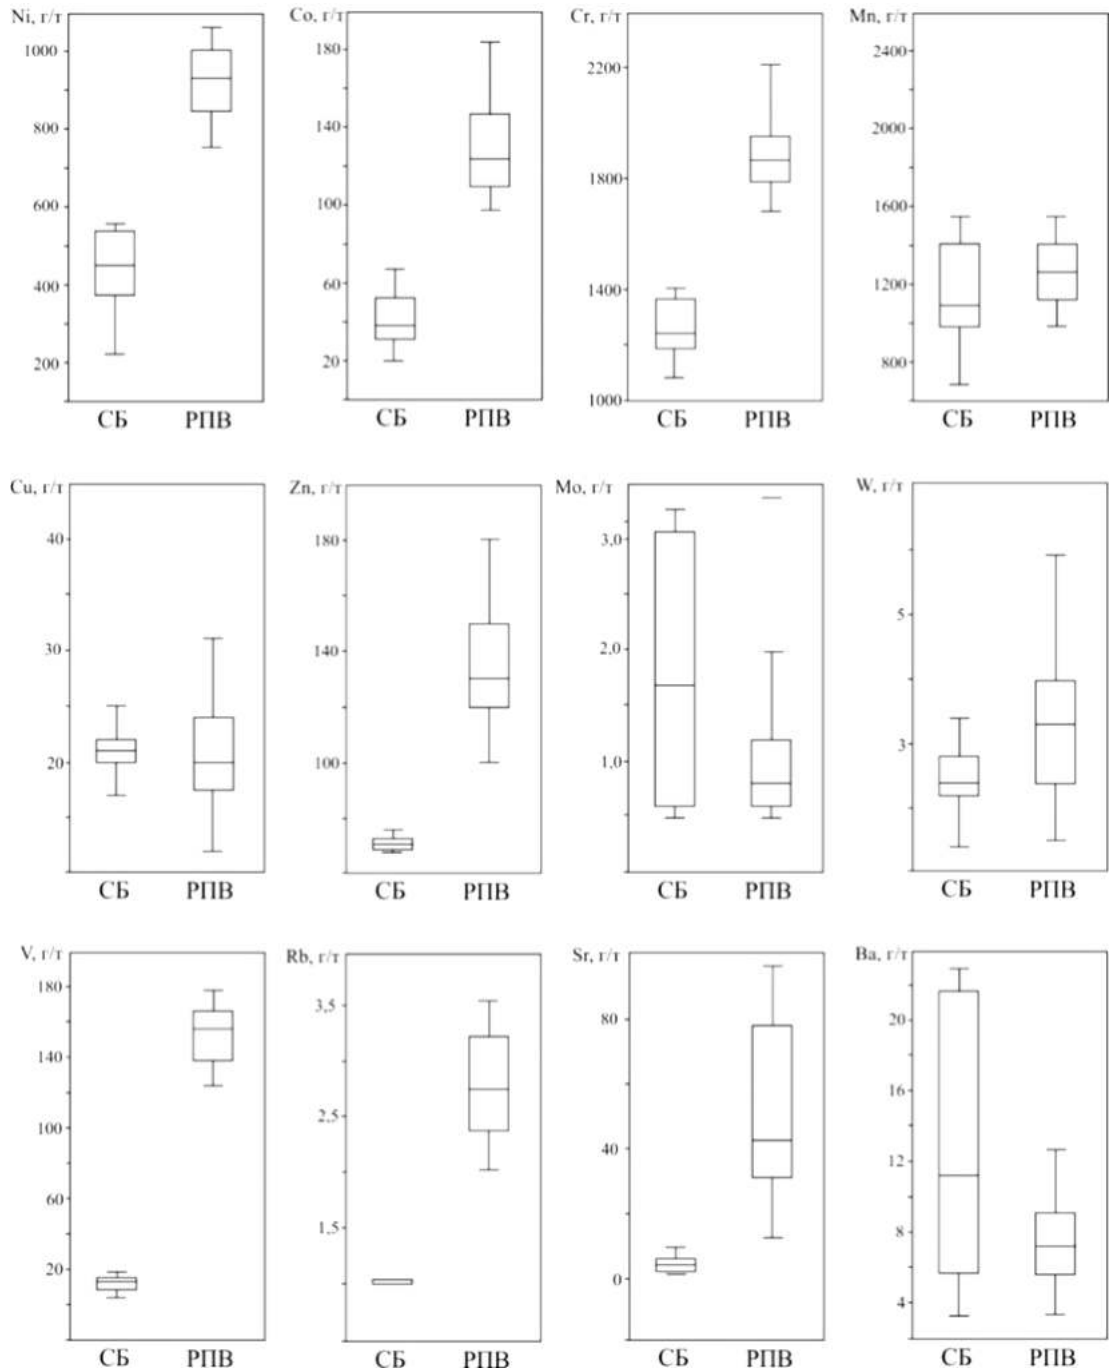 Ni, г/т
1000
800
600
400
200
СБ РПВ
Co, г/т
180
140
100
60
20
СБ РПВ
Cr, г/т
2200
1800
1400
1000
СБ РПВ
Mn, г/т
2400
2000
1600
1200
800
СБ РПВ
Cu, г/т
40
30
20
СБ РПВ
Zn, г/т
180
140
100
СБ РПВ
Mo, г/т
3,0
2,0
1,0
СБ РПВ
W, г/т
5
3
СБ РПВ
V, г/т
180
140
100
60
20
СБ РПВ
Rb, г/т
3,5
2,5
1,5
СБ РПВ
Sr, г/т
80
40
0
СБ РПВ
Ba, г/т
20
16
12
8
4
СБ РПВ